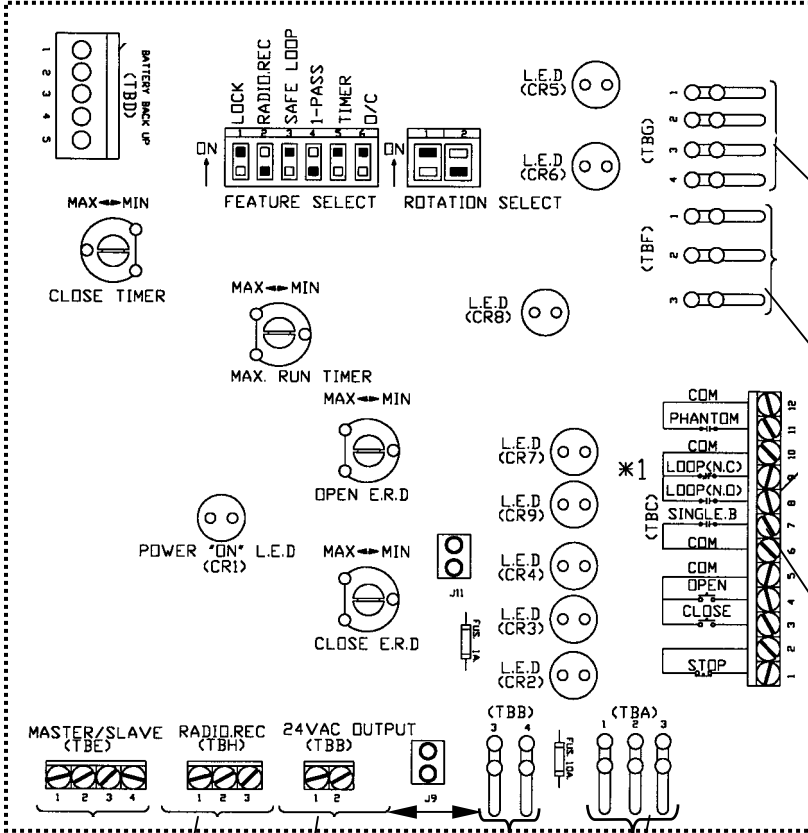 1 2 3 4 5
BATTERY BACK UP
(TBD)
LOCK
RADIO.REC
SAFE LOOP
1-PASS
TIMER
O/C
ON
1 2 3 4 5 6
FEATURE SELECT
ON
1 2
ROTATION SELECT
L.E.D
(CR5)
L.E.D
(CR6)
(TBG)
1
2
3
4
(TBF)
1
2
3
MAX MIN
CLOSE TIMER
MAX MIN
MAX. RUN TIMER
L.E.D
(CR8)
MAX MIN
OPEN E.R.D
POWER "ON" L.E.D
(CR1)
MAX MIN
CLOSE E.R.D
J11
FUS. 1A
L.E.D
(CR7)
L.E.D
(CR9)
L.E.D
(CR4)
L.E.D
(CR3)
L.E.D
(CR2)
*1
(TBC)
COM 12
PHANTOM 11
COM 10
LOOP(N.C) 9
LOOP(N.O) 8
SINGLE.B 7
COM 6
COM 5
OPEN 4
CLOSE 3
2
STOP 1
MASTER/SLAVE
(TBE)
1 2 3 4
RADIO.REC
(TBH)
1 2 3
24VAC OUTPUT
(TBB)
1 2
J9
(TBB)
3 4
FUS. 10A
(TBA)
1 2 3